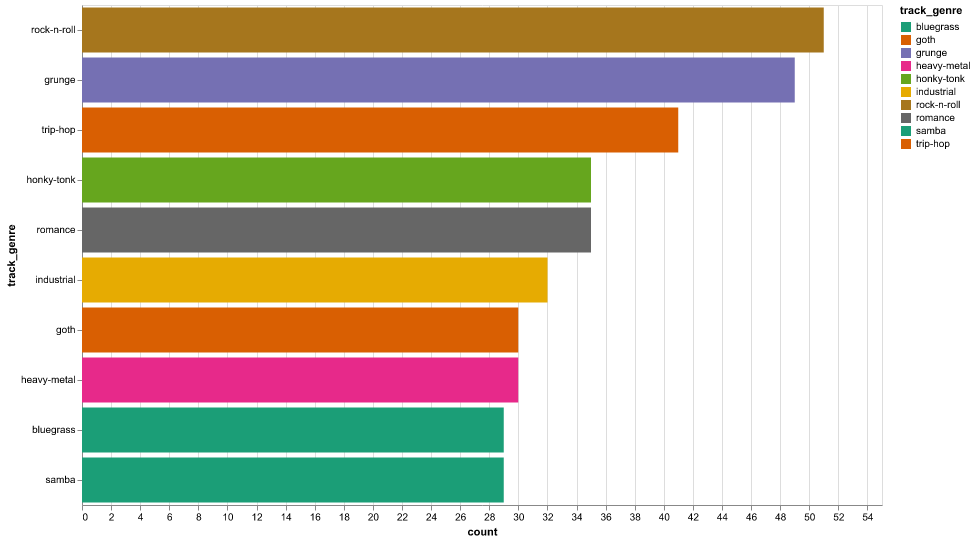 track_genre
bluegrass
goth
grunge
heavy-metal
honky-tonk
industrial
rock-n-roll
romance
samba
trip-hop
rock-n-roll
grunge
trip-hop
honky-tonk
romance
industrial
goth
heavy-metal
bluegrass
samba
track_genre
0 2 4 6 8 10 12 14 16 18 20 22 24 26 28 30 32 34 36 38 40 42 44 46 48 50 52 54
count